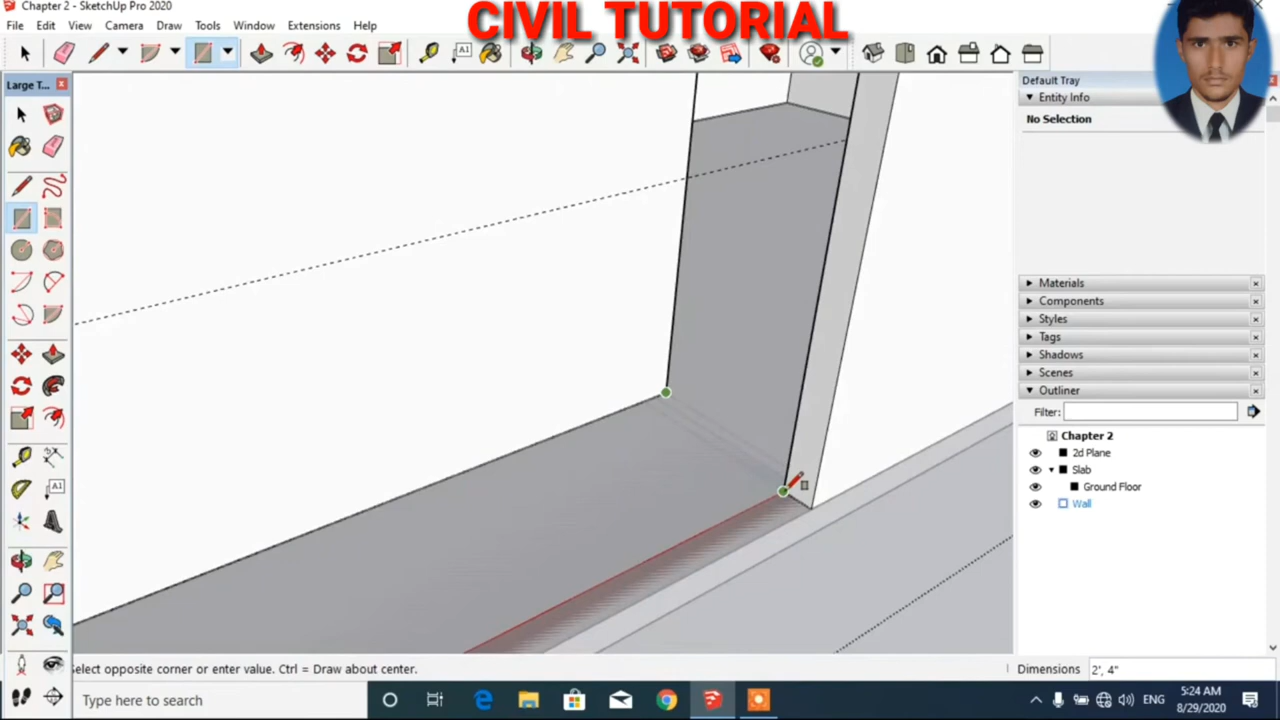 Chapter 2 - SketchUp Pro 2020
CIVIL TUTORIAL
File Edit View Camera Draw Tools Window Extensions Help
Large T...
Default Tray
Entity Info
No Selection
Materials
Components
Styles
Tags
Shadows
Scenes
Outliner
Filter:
Chapter 2
2d Plane
Slab
Ground Floor
Wall
Select opposite corner or enter value. Ctrl = Draw about center.
Dimensions 2', 4"
Type here to search
ENG
5:24 AM
8/29/2020